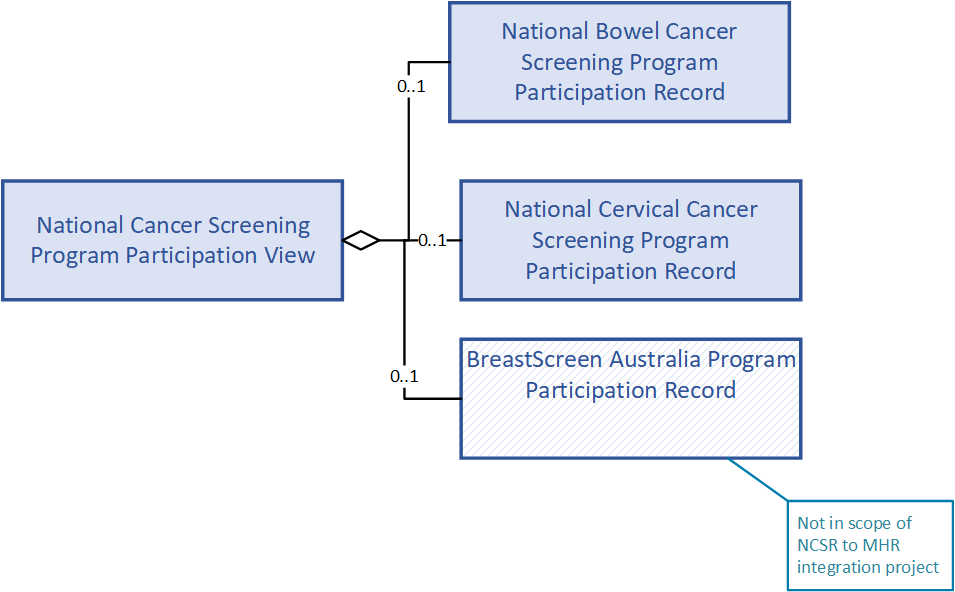 National Bowel Cancer
Screening Program
Participation Record
0..1
National Cancer Screening
Program Participation View
National Cervical Cancer
Screening Program
Participation Record
0..1
BreastScreen Australia Program
Participation Record
0..1
Not in scope of
NCSR to MHR
integration project